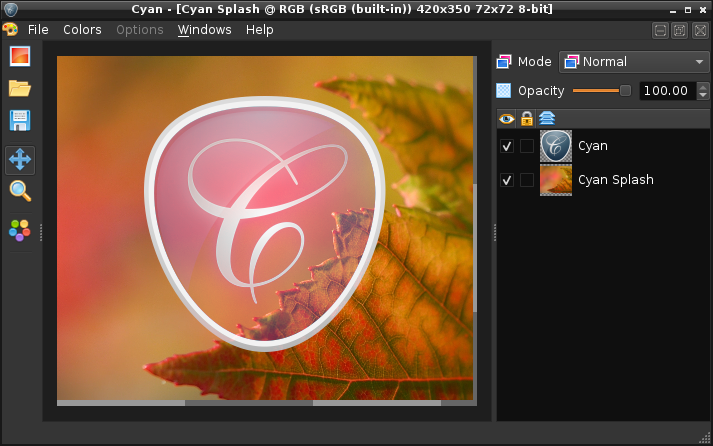 Cyan - [Cyan Splash @ RGB (sRGB (built-in)) 420x350 72x72 8-bit]
File Colors Options Windows Help
Mode Normal
Opacity 100.00
Cyan
Cyan Splash